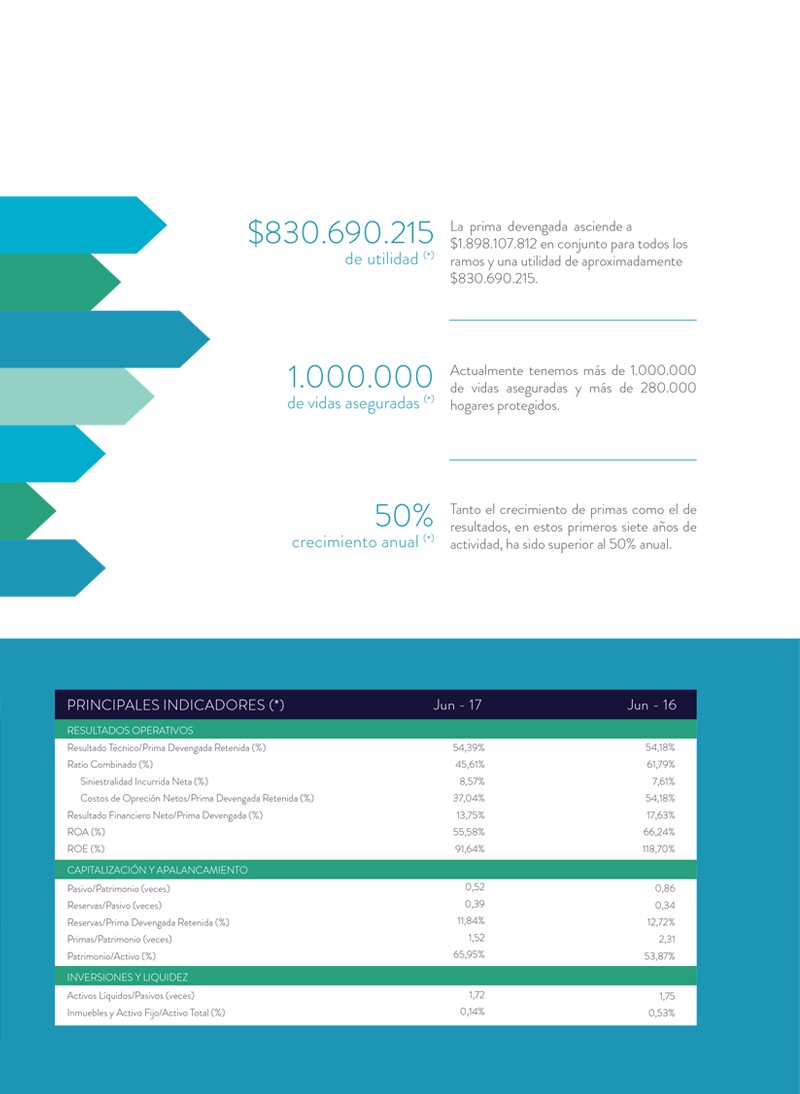 $830.690.215
de utilidad (*)
La prima devengada asciende a
$1.898.107.812 en conjunto para todos los
ramos y una utilidad de aproximadamente
$830.690.215.
1.000.000
de vidas aseguradas (*)
Actualmente tenemos más de 1.000.000
de vidas aseguradas y más de 280.000
hogares protegidos.
50%
crecimiento anual (*)
Tanto el crecimiento de primas como el de
resultados, en estos primeros siete años de
actividad, ha sido superior al 50% anual.
PRINCIPALES INDICADORES (*) Jun - 17 Jun - 16
RESULTADOS OPERATIVOS
Resultado Técnico/Prima Devengada Retenida (%) 54,39% 54,18%
Ratio Combinado (%) 45,61% 61,79%
Siniestralidad Incurrida Neta (%) 8,57% 7,61%
Costos de Opreción Netos/Prima Devengada Retenida (%) 37,04% 54,18%
Resultado Financiero Neto/Prima Devengada (%) 13,75% 17,63%
ROA (%) 55,58% 66,24%
ROE (%) 91,64% 118,70%
CAPITALIZACIÓN Y APALANCAMIENTO
Pasivo/Patrimonio (veces) 0,52 0,86
Reservas/Pasivo (veces) 0,39 0,34
Reservas/Prima Devengada Retenida (%) 11,84% 12,72%
Primas/Patrimonio (veces) 1,52 2,31
Patrimonio/Activo (%) 65,95% 53,87%
INVERSIONES Y LIQUIDEZ
Activos Líquidos/Pasivos (veces) 1,72 1,75
Inmuebles y Activo Fijo/Activo Total (%) 0,14% 0,53%